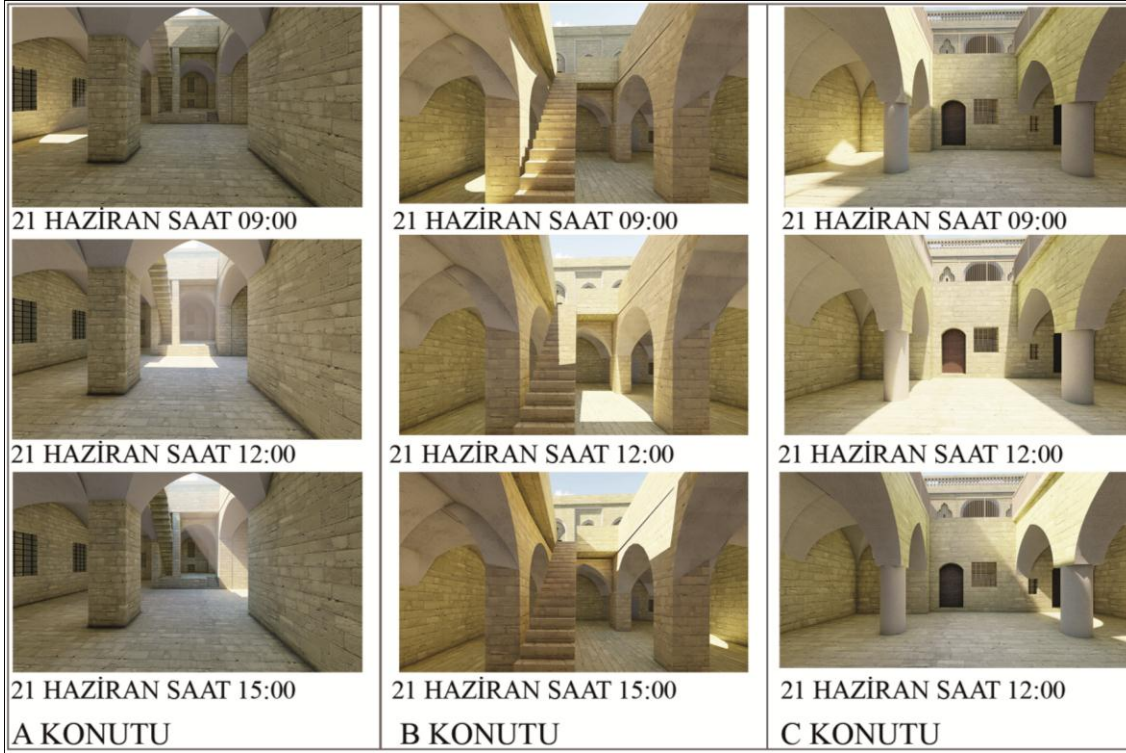 21 HAZİRAN SAAT 09:00
21 HAZİRAN SAAT 12:00
21 HAZİRAN SAAT 15:00
A KONUTU
21 HAZİRAN SAAT 09:00
21 HAZİRAN SAAT 12:00
21 HAZİRAN SAAT 15:00
B KONUTU
21 HAZİRAN SAAT 09:00
21 HAZİRAN SAAT 12:00
21 HAZİRAN SAAT 12:00
C KONUTU